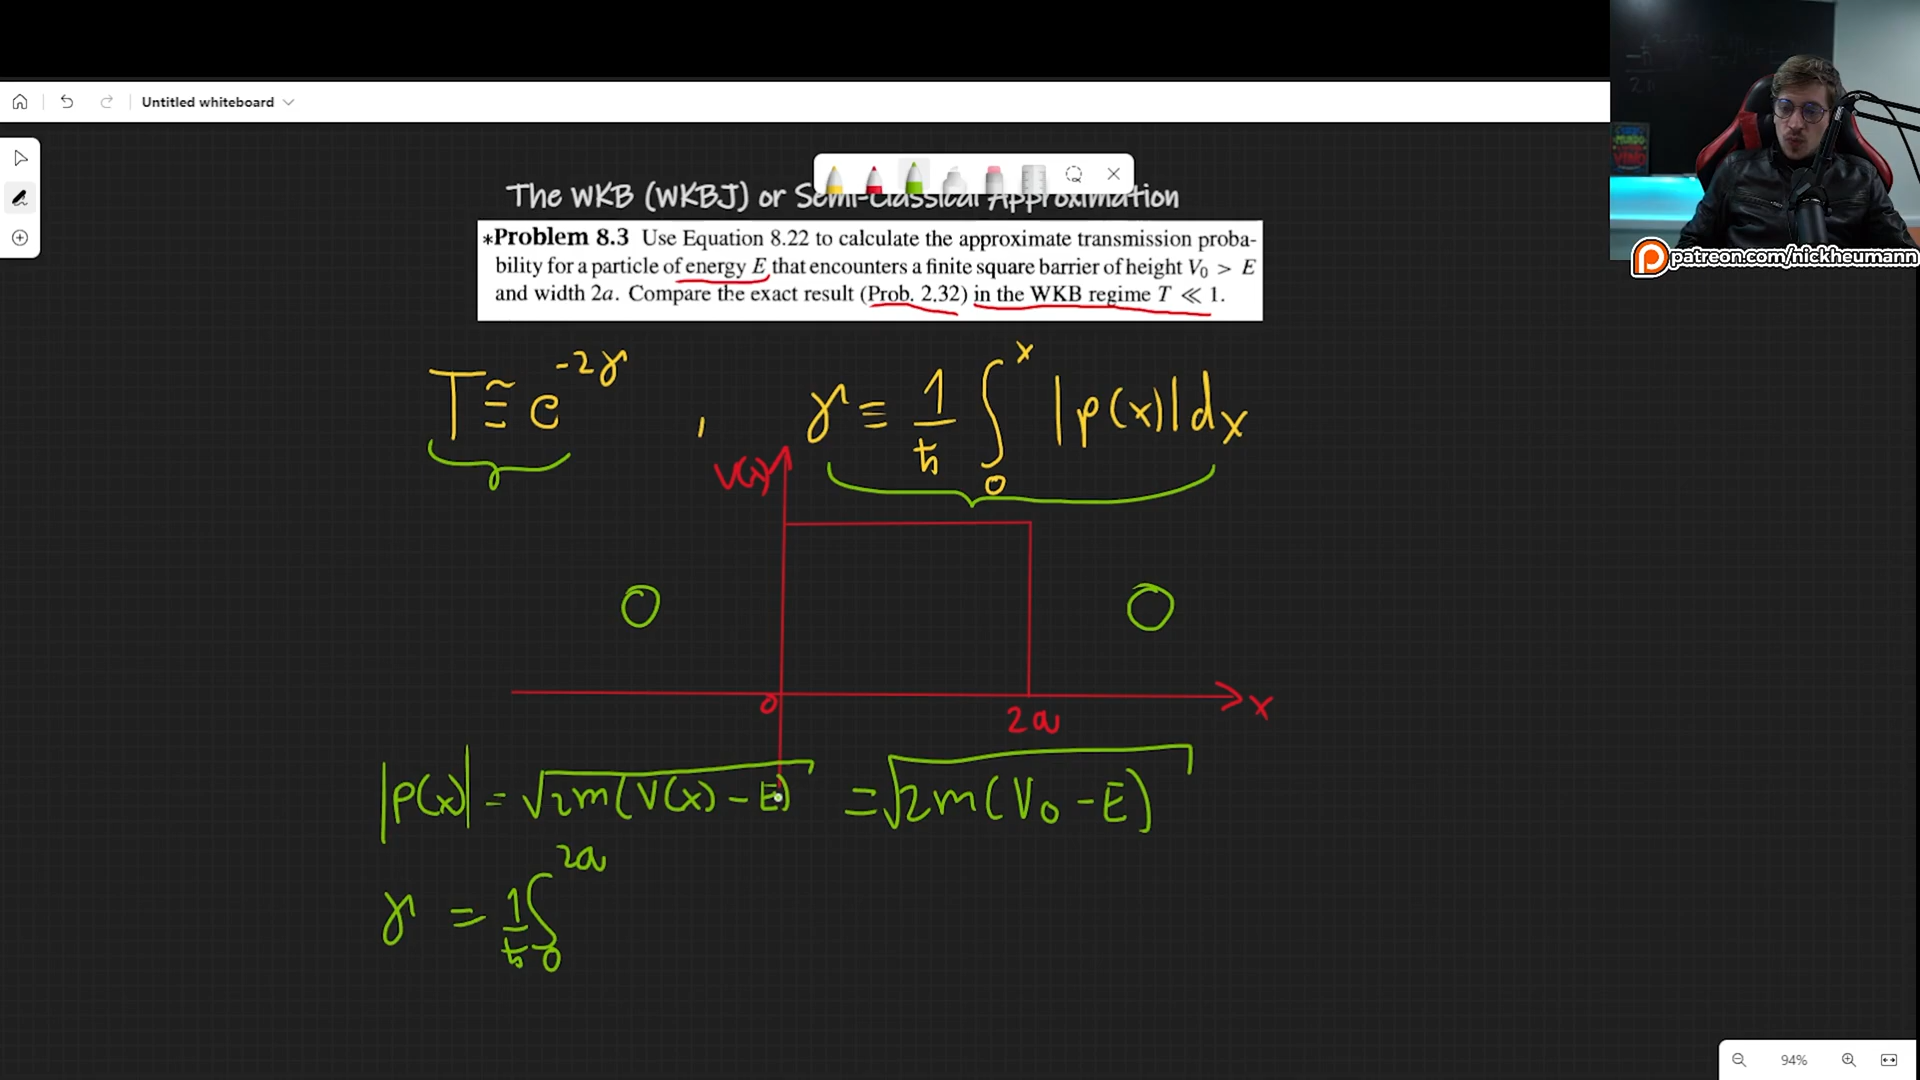 Untitled whiteboard
The WKB (WKBJ) or Semi-Classical Approximation
*Problem 8.3 Use Equation 8.22 to calculate the approximate transmission proba-
bility for a particle of energy E that encounters a finite square barrier of height V₀ > E
and width 2a. Compare the exact result (Prob. 2.32) in the WKB regime T ≪ 1.
T ≅ e^{-2γ} , γ ≡ 1/ħ ∫₀ˣ |p(x)| dx
V(x)
0 0
0 2a x
|p(x)| = √2m(V(x) - E) = √2m(V₀ - E)
γ = 1/ħ ∫₀^{2a}
patreon.com/nickheumann
94%